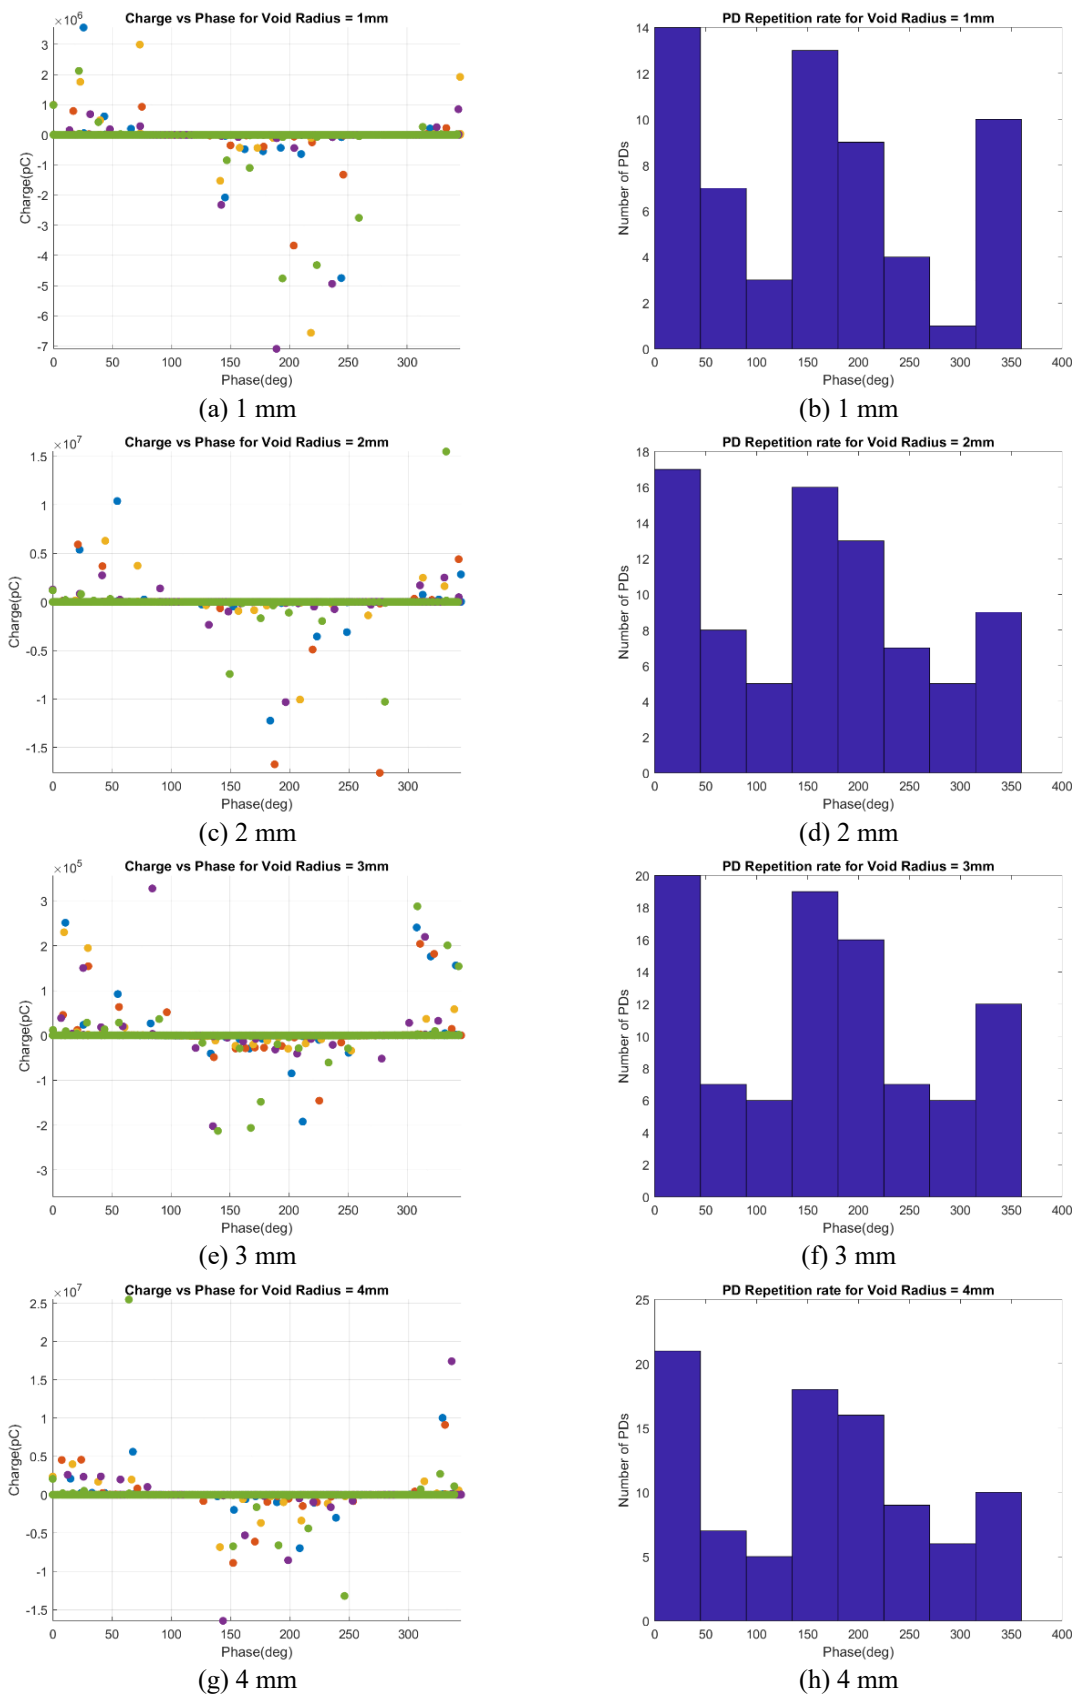 Charge vs Phase for Void Radius = 1mm
×10^6
3
2
1
0
-1
-2
-3
-4
-5
-6
-7
Charge(pC)
0 50 100 150 200 250 300
Phase(deg)
(a) 1 mm
PD Repetition rate for Void Radius = 1mm
14
12
10
8
6
4
2
0
Number of PDs
0 50 100 150 200 250 300 350 400
Phase(deg)
(b) 1 mm
Charge vs Phase for Void Radius = 2mm
×10^7
1.5
1
0.5
0
-0.5
-1
-1.5
Charge(pC)
0 50 100 150 200 250 300
Phase(deg)
(c) 2 mm
PD Repetition rate for Void Radius = 2mm
18
16
14
12
10
8
6
4
2
0
Number of PDs
0 50 100 150 200 250 300 350 400
Phase(deg)
(d) 2 mm
Charge vs Phase for Void Radius = 3mm
×10^5
3
2
1
0
-1
-2
-3
Charge(pC)
0 50 100 150 200 250 300
Phase(deg)
(e) 3 mm
PD Repetition rate for Void Radius = 3mm
20
18
16
14
12
10
8
6
4
2
0
Number of PDs
0 50 100 150 200 250 300 350 400
Phase(deg)
(f) 3 mm
Charge vs Phase for Void Radius = 4mm
×10^7
2.5
2
1.5
1
0.5
0
-0.5
-1
-1.5
Charge(pC)
0 50 100 150 200 250 300
Phase(deg)
(g) 4 mm
PD Repetition rate for Void Radius = 4mm
25
20
15
10
5
0
Number of PDs
0 50 100 150 200 250 300 350 400
Phase(deg)
(h) 4 mm